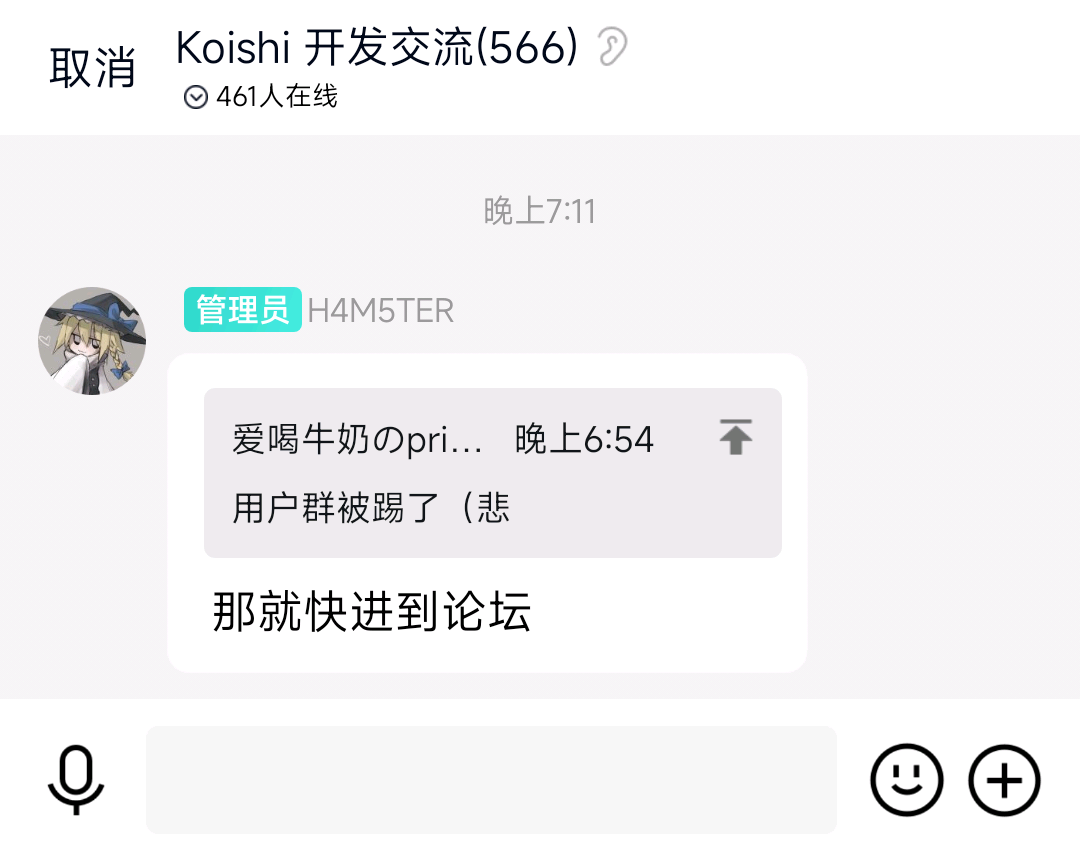 取消
Koishi 开发交流(566)
461人在线
晚上7:11
管理员 H4M5TER
爱喝牛奶のpri... 晚上6:54
用户群被踢了（悲
那就快进到论坛